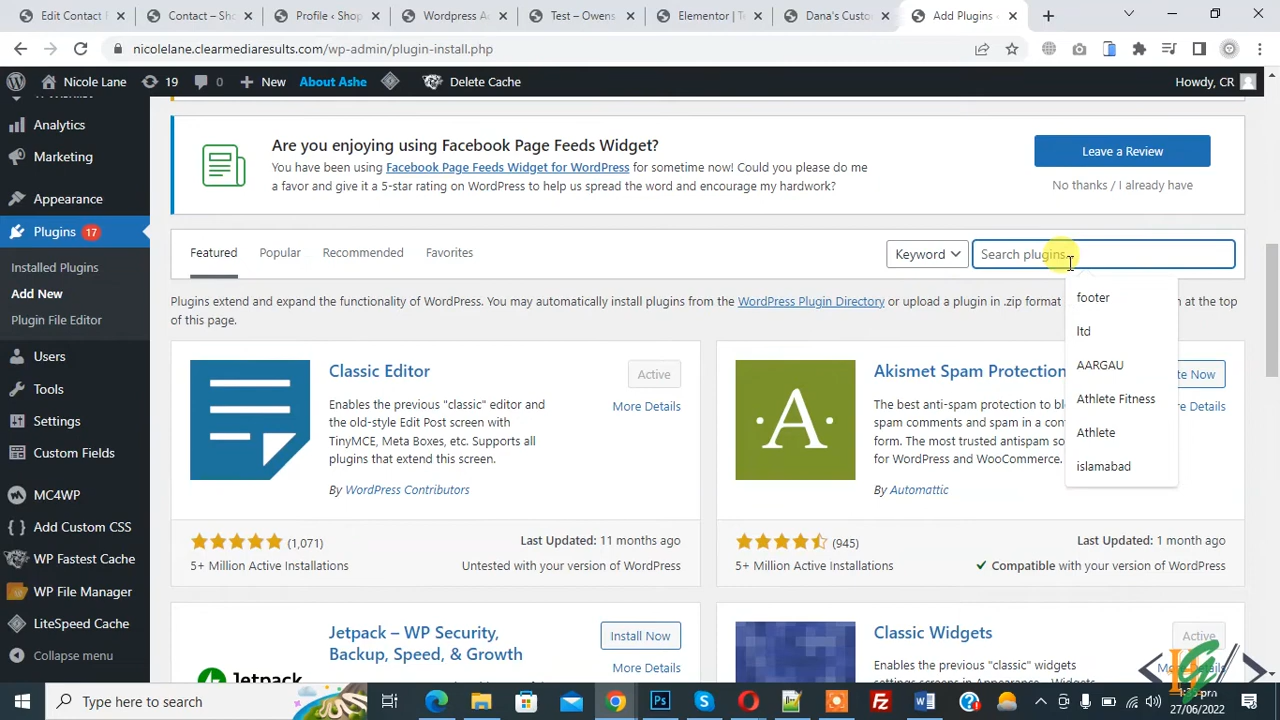 Edit Contact F
Contact – Sho
Profile ‹ Shop
Wordpress A
Test – Owens
Elementor | T
Dana's Custo
Add Plugins ‹
nicolelane.clearmediaresults.com/wp-admin/plugin-install.php
Nicole Lane
19
0
New
About Ashe
Delete Cache
Howdy, CR
Analytics
Marketing
Appearance
Plugins 17
Installed Plugins
Add New
Plugin File Editor
Users
Tools
Settings
Custom Fields
MC4WP
Add Custom CSS
WP Fastest Cache
WP File Manager
LiteSpeed Cache
Collapse menu
Are you enjoying using Facebook Page Feeds Widget?
You have been using Facebook Page Feeds Widget for WordPress for sometime now! Could you please do me
a favor and give it a 5-star rating on WordPress to help us spread the word and encourage my hardwork?
Leave a Review
No thanks / I already have
Featured
Popular
Recommended
Favorites
Keyword
Search plugins...
footer
ltd
AARGAU
Athlete Fitness
Athlete
islamabad
Plugins extend and expand the functionality of WordPress. You may automatically install plugins from the WordPress Plugin Directory or upload a plugin in .zip format
at the top
of this page.
Classic Editor
Active
More Details
Enables the previous "classic" editor and
the old-style Edit Post screen with
TinyMCE, Meta Boxes, etc. Supports all
plugins that extend this screen.
By WordPress Contributors
(1,071)
5+ Million Active Installations
Last Updated: 11 months ago
Untested with your version of WordPress
Akismet Spam Protection
te Now
re Details
The best anti-spam protection to bl
spam comments and spam in a con
form. The most trusted antispam so
for WordPress and WooCommerce.
By Automattic
(945)
5+ Million Active Installations
Last Updated: 1 month ago
Compatible with your version of WordPress
Jetpack – WP Security,
Backup, Speed, & Growth
Install Now
More Details
Jetpack
Classic Widgets
Active
Enables the previous "classic" widgets
Type here to search
27/06/2022